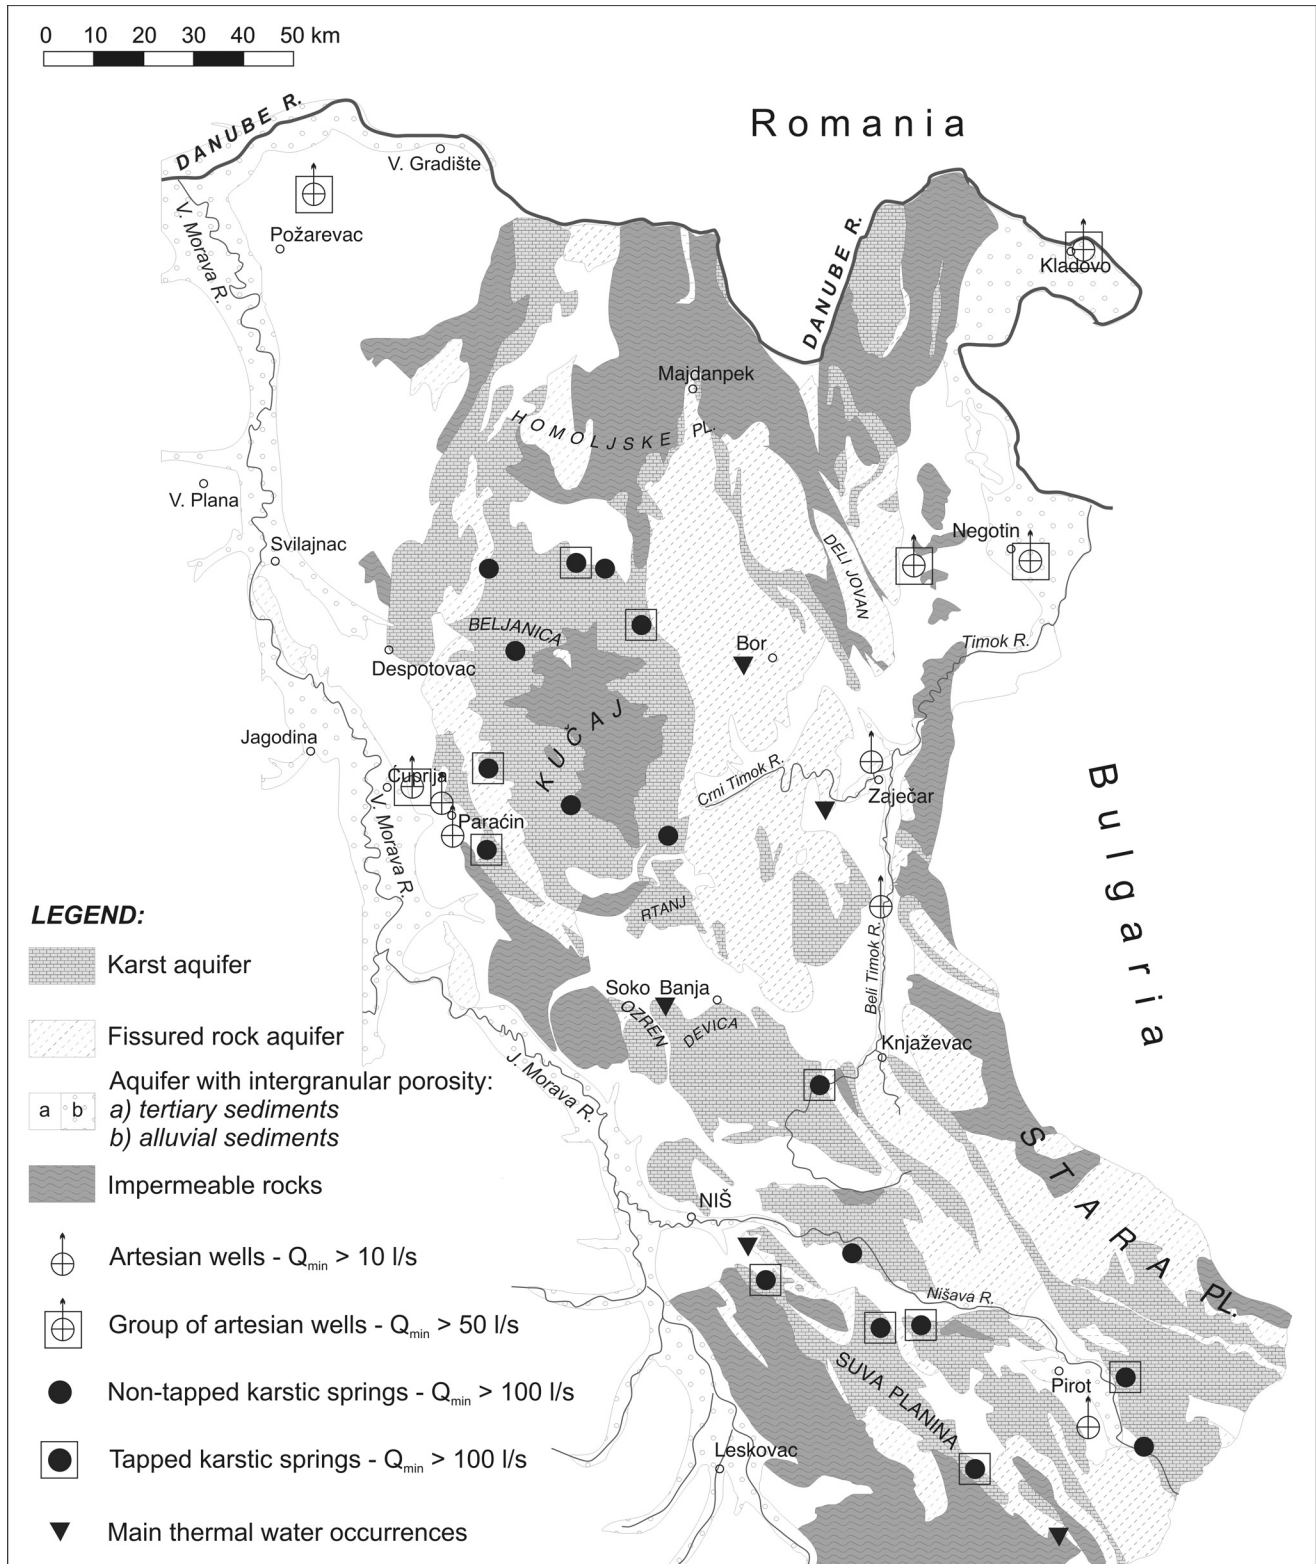 0 10 20 30 40 50 km
DANUBE R.
Romania
V. Gradište
V. Morava R.
Požarevac
DANUBE R.
Kladovo
Majdanpek
HOMOLJSKE PL.
V. Plana
Svilajnac
Negotin
DELI JOVAN
BELJANICA
Bor
Timok R.
Despotovac
KUČAJ
Jagodina
Ćuprija
Crni Timok R.
Zaječar
Bulgaria
Paraćin
V. Morava R.
RTANJ
Beli Timok R.
Soko Banja
OZREN
DEVICA
Knjaževac
J. Morava R.
STARA PL.
NIŠ
Nišava R.
SUVA PLANINA
Pirot
Leskovac
LEGEND:
Karst aquifer
Fissured rock aquifer
Aquifer with intergranular porosity:
a b
a) tertiary sediments
b) alluvial sediments
Impermeable rocks
Artesian wells - Qmin > 10 l/s
Group of artesian wells - Qmin > 50 l/s
Non-tapped karstic springs - Qmin > 100 l/s
Tapped karstic springs - Qmin > 100 l/s
Main thermal water occurrences